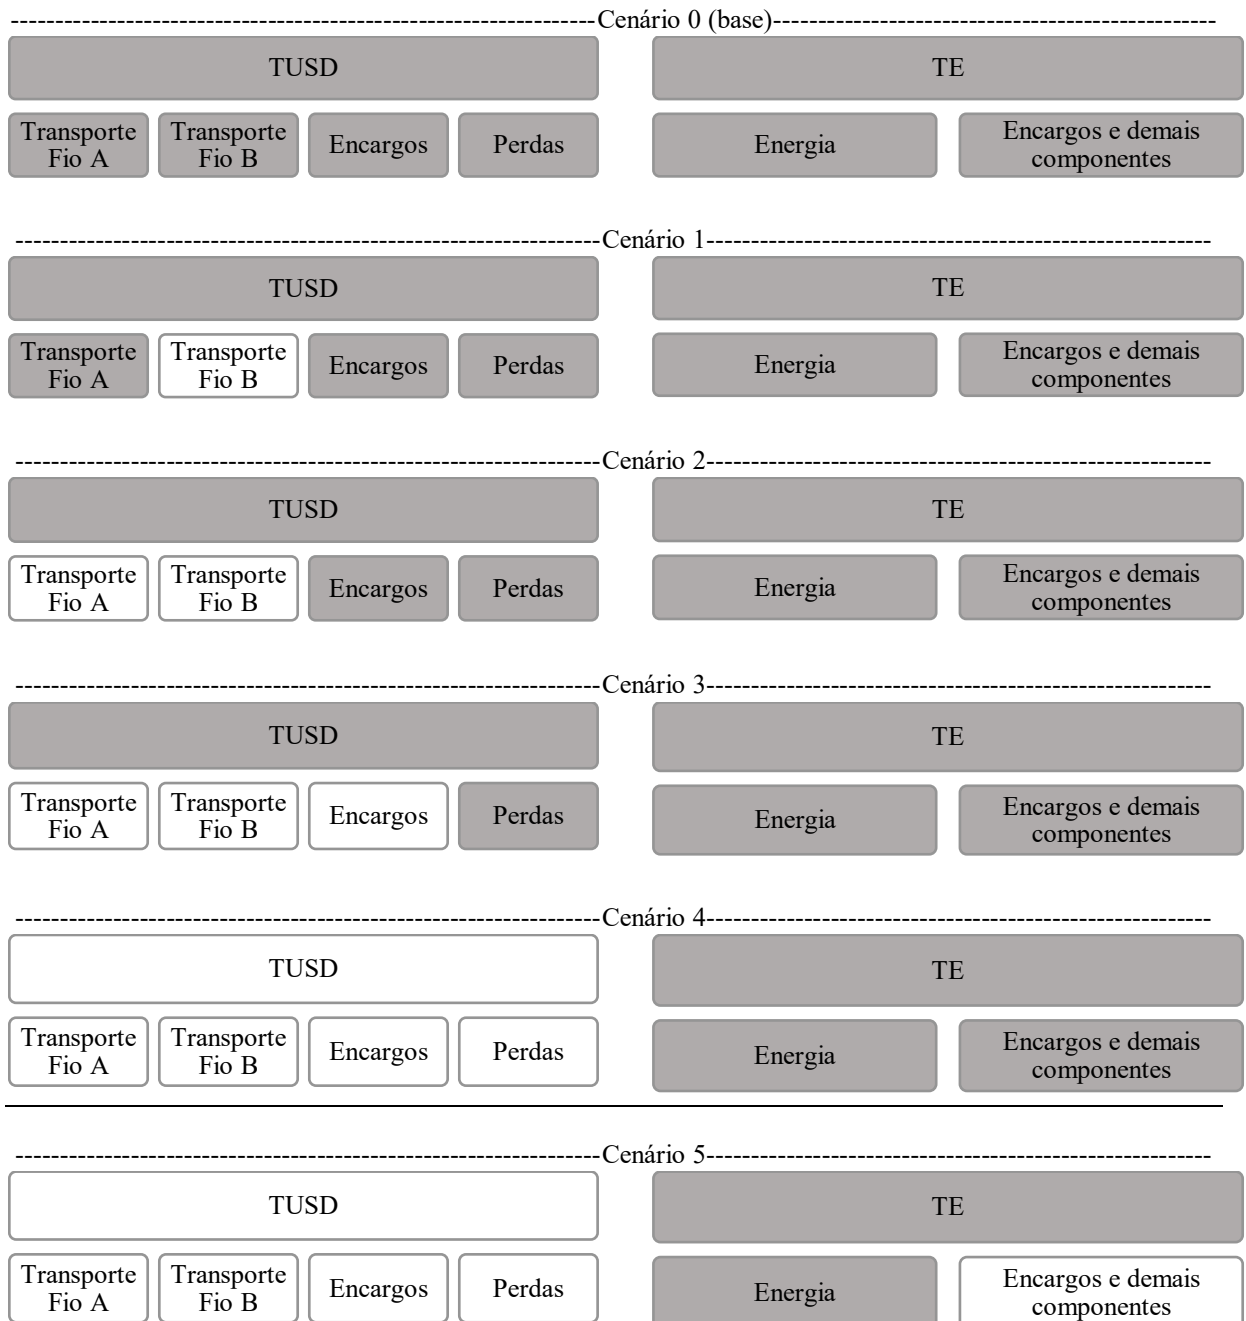 Cenário 0 (base)
TUSD
TE
Transporte
Fio A
Transporte
Fio B
Encargos
Perdas
Energia
Encargos e demais
componentes
Cenário 1
TUSD
TE
Transporte
Fio A
Transporte
Fio B
Encargos
Perdas
Energia
Encargos e demais
componentes
Cenário 2
TUSD
TE
Transporte
Fio A
Transporte
Fio B
Encargos
Perdas
Energia
Encargos e demais
componentes
Cenário 3
TUSD
TE
Transporte
Fio A
Transporte
Fio B
Encargos
Perdas
Energia
Encargos e demais
componentes
Cenário 4
TUSD
TE
Transporte
Fio A
Transporte
Fio B
Encargos
Perdas
Energia
Encargos e demais
componentes
Cenário 5
TUSD
TE
Transporte
Fio A
Transporte
Fio B
Encargos
Perdas
Energia
Encargos e demais
componentes